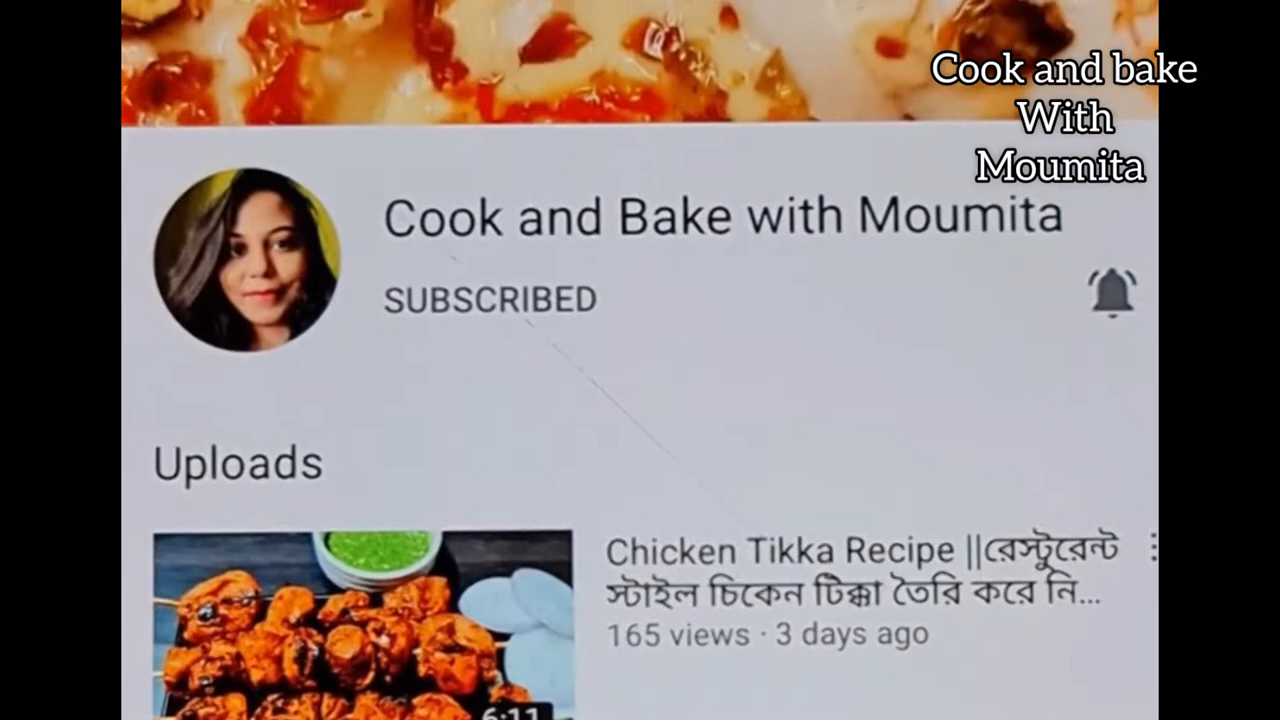 Cook and bake
With
Moumita
Cook and Bake with Moumita
SUBSCRIBED
Uploads
Chicken Tikka Recipe ||রেস্টুরেন্ট
স্টাইল চিকেন টিক্কা তৈরি করে নি...
165 views · 3 days ago
6:11